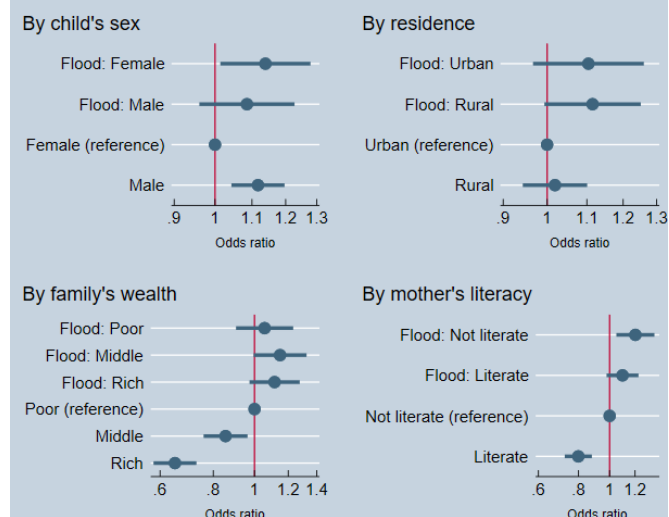 By child's sex
Flood: Female
Flood: Male
Female (reference)
Male
.9 1 1.1 1.2 1.3
Odds ratio
By residence
Flood: Urban
Flood: Rural
Urban (reference)
Rural
.9 1 1.1 1.2 1.3
Odds ratio
By family's wealth
Flood: Poor
Flood: Middle
Flood: Rich
Poor (reference)
Middle
Rich
.6 .8 1 1.2 1.4
Odds ratio
By mother's literacy
Flood: Not literate
Flood: Literate
Not literate (reference)
Literate
.6 .8 1 1.2
Odds ratio